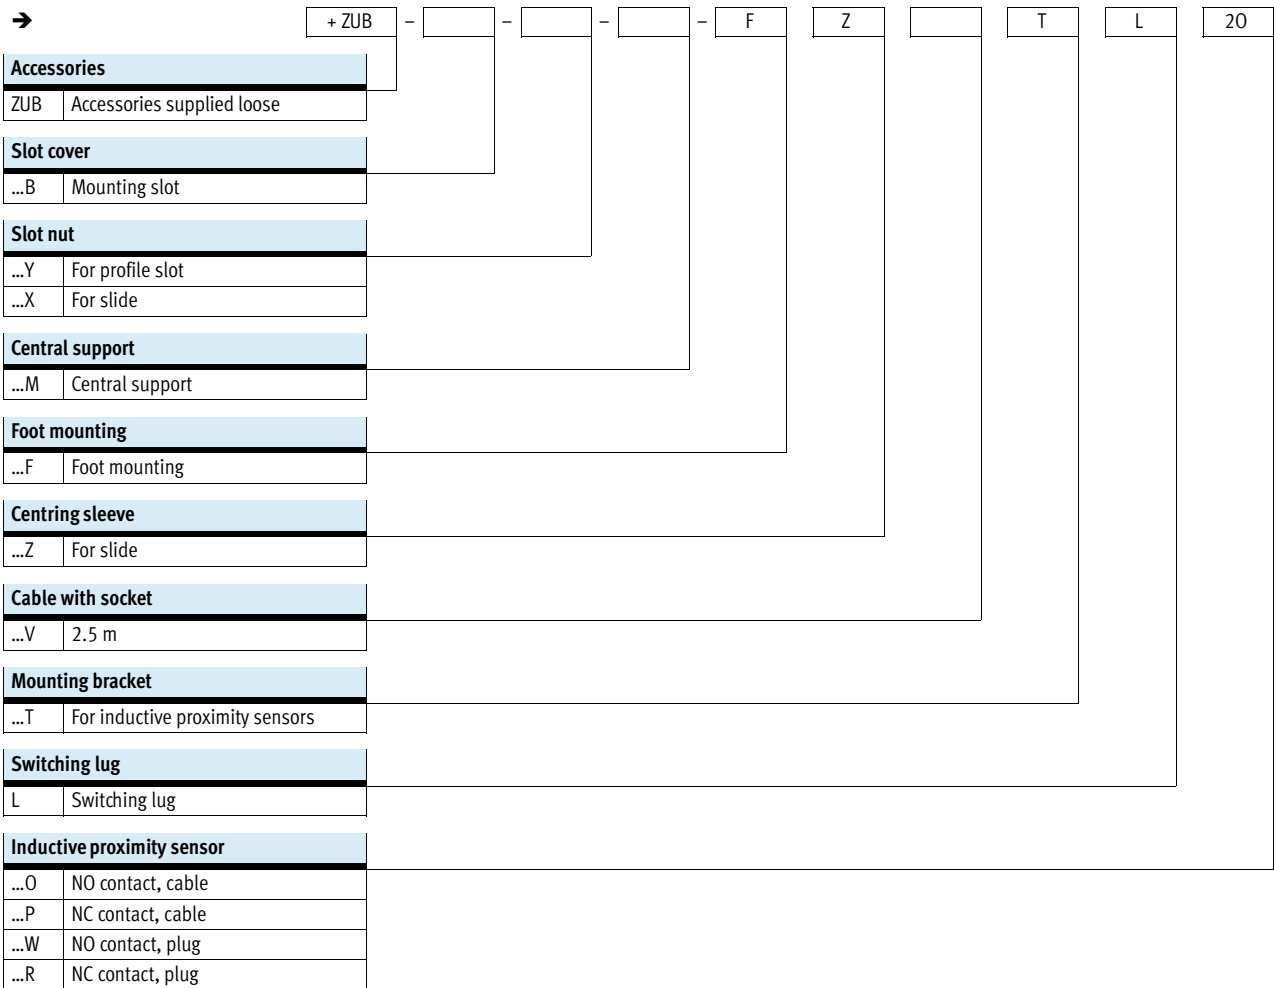 ➔ + ZUB – – – – F Z T L 2O
Accessories
ZUB Accessories supplied loose
Slot cover
...B Mounting slot
Slot nut
...Y For profile slot
...X For slide
Central support
...M Central support
Foot mounting
...F Foot mounting
Centring sleeve
...Z For slide
Cable with socket
...V 2.5 m
Mounting bracket
...T For inductive proximity sensors
Switching lug
L Switching lug
Inductive proximity sensor
...O NO contact, cable
...P NC contact, cable
...W NO contact, plug
...R NC contact, plug